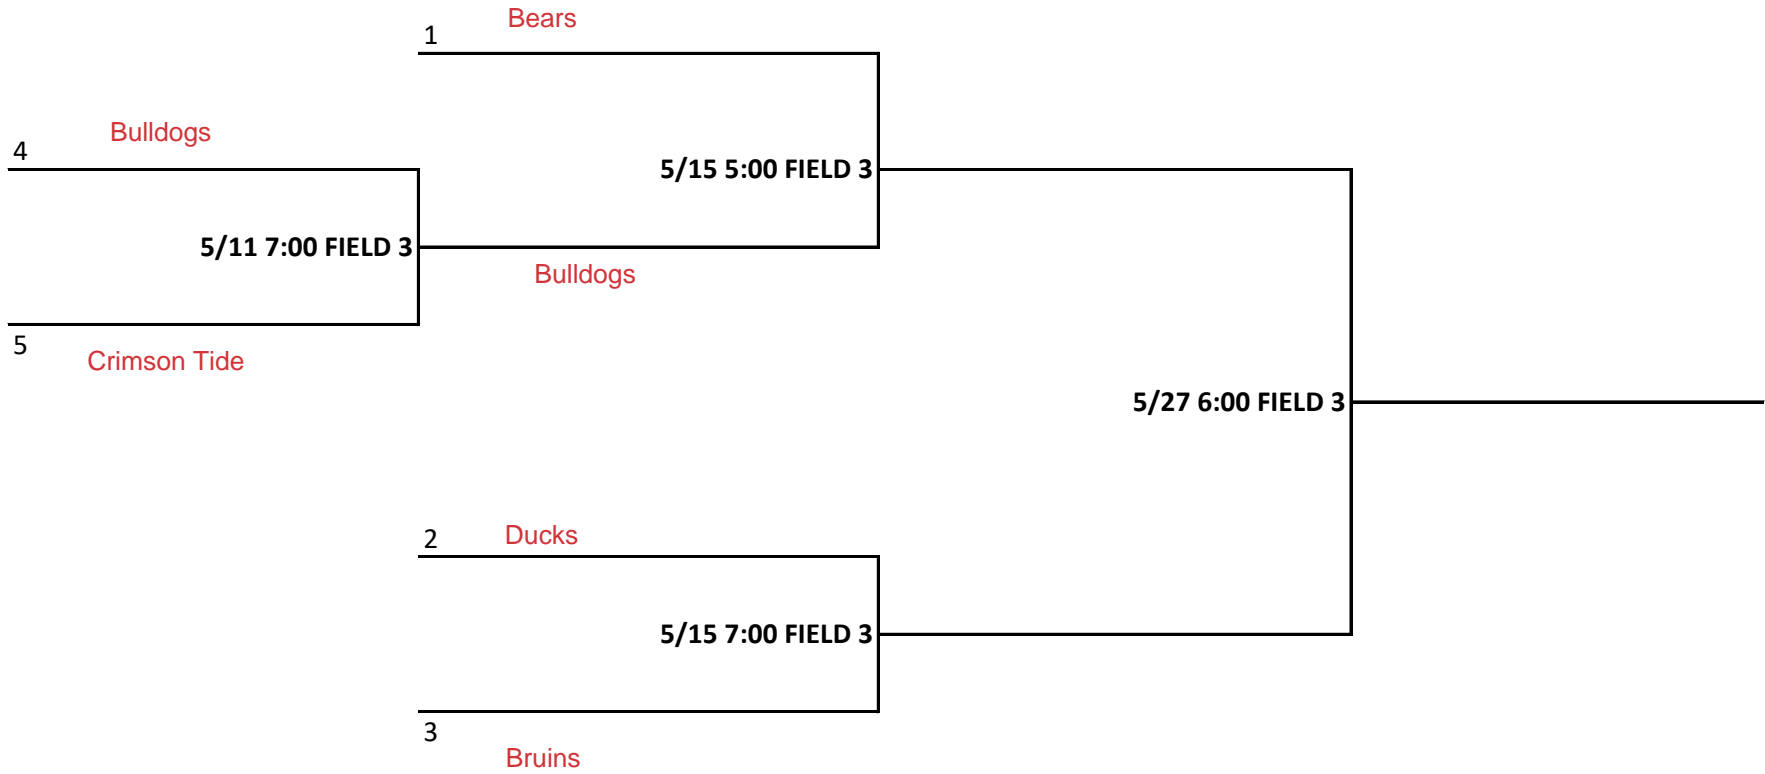 Bears
1
Bulldogs
4
5/15 5:00 FIELD 3
5/11 7:00 FIELD 3
Bulldogs
5
Crimson Tide
5/27 6:00 FIELD 3
Ducks
2
5/15 7:00 FIELD 3
3
Bruins